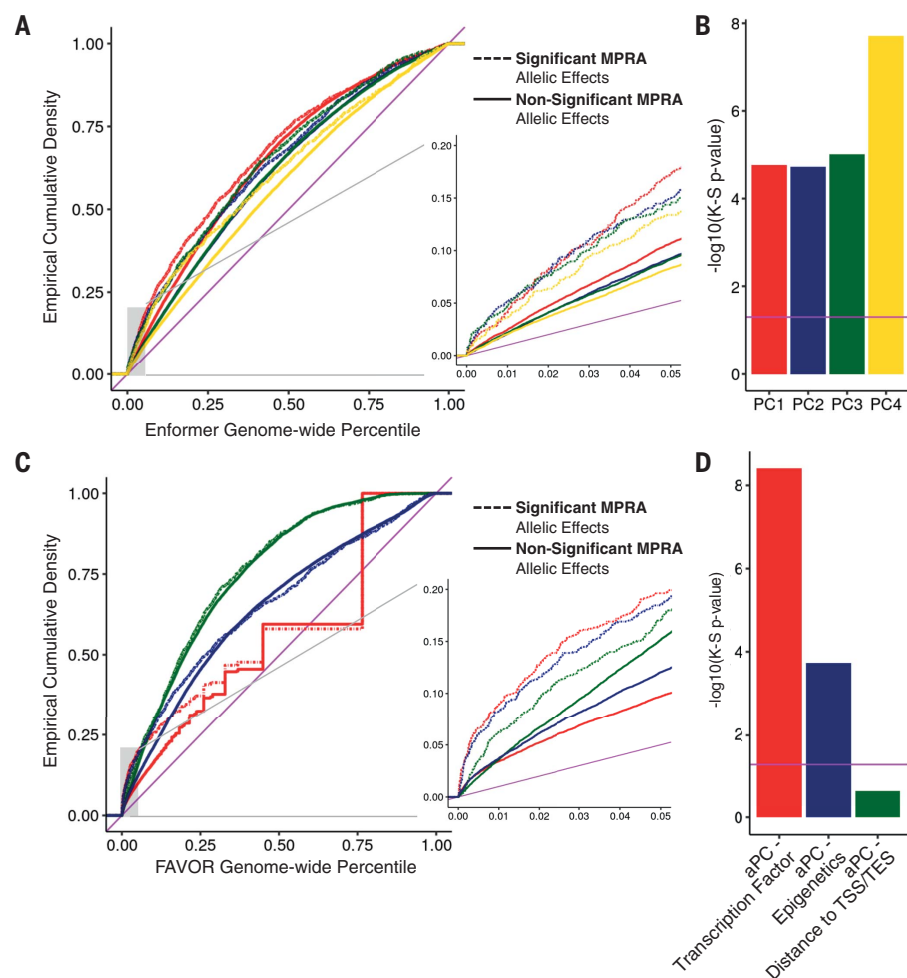 A
1.00
0.75
0.50
0.25
0.00
Empirical Cumulative Density
0.00 0.25 0.50 0.75 1.00
Enformer Genome-wide Percentile
Significant MPRA
Allelic Effects
Non-Significant MPRA
Allelic Effects
0.20
0.15
0.10
0.05
0.00
0.00 0.01 0.02 0.03 0.04 0.05
B
8
6
4
2
0
-log10(K-S p-value)
PC1 PC2 PC3 PC4
C
1.00
0.75
0.50
0.25
0.00
Empirical Cumulative Density
0.00 0.25 0.50 0.75 1.00
FAVOR Genome-wide Percentile
Significant MPRA
Allelic Effects
Non-Significant MPRA
Allelic Effects
0.20
0.15
0.10
0.05
0.00
0.00 0.01 0.02 0.03 0.04 0.05
D
8
6
4
2
0
-log10(K-S p-value)
aPC -
Transcription Factor
aPC -
Epigenetics
aPC -
Distance to TSS/TES